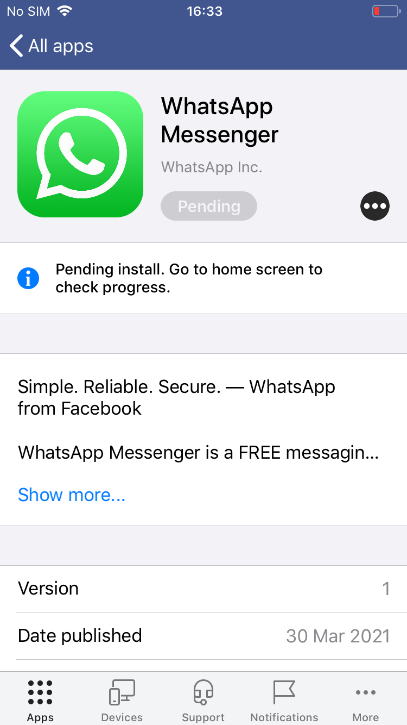 No SIM 16:33
All apps
WhatsApp
Messenger
WhatsApp Inc.
Pending
Pending install. Go to home screen to
check progress.
Simple. Reliable. Secure. — WhatsApp
from Facebook
WhatsApp Messenger is a FREE messagin...
Show more...
Version 1
Date published 30 Mar 2021
Apps Devices Support Notifications More